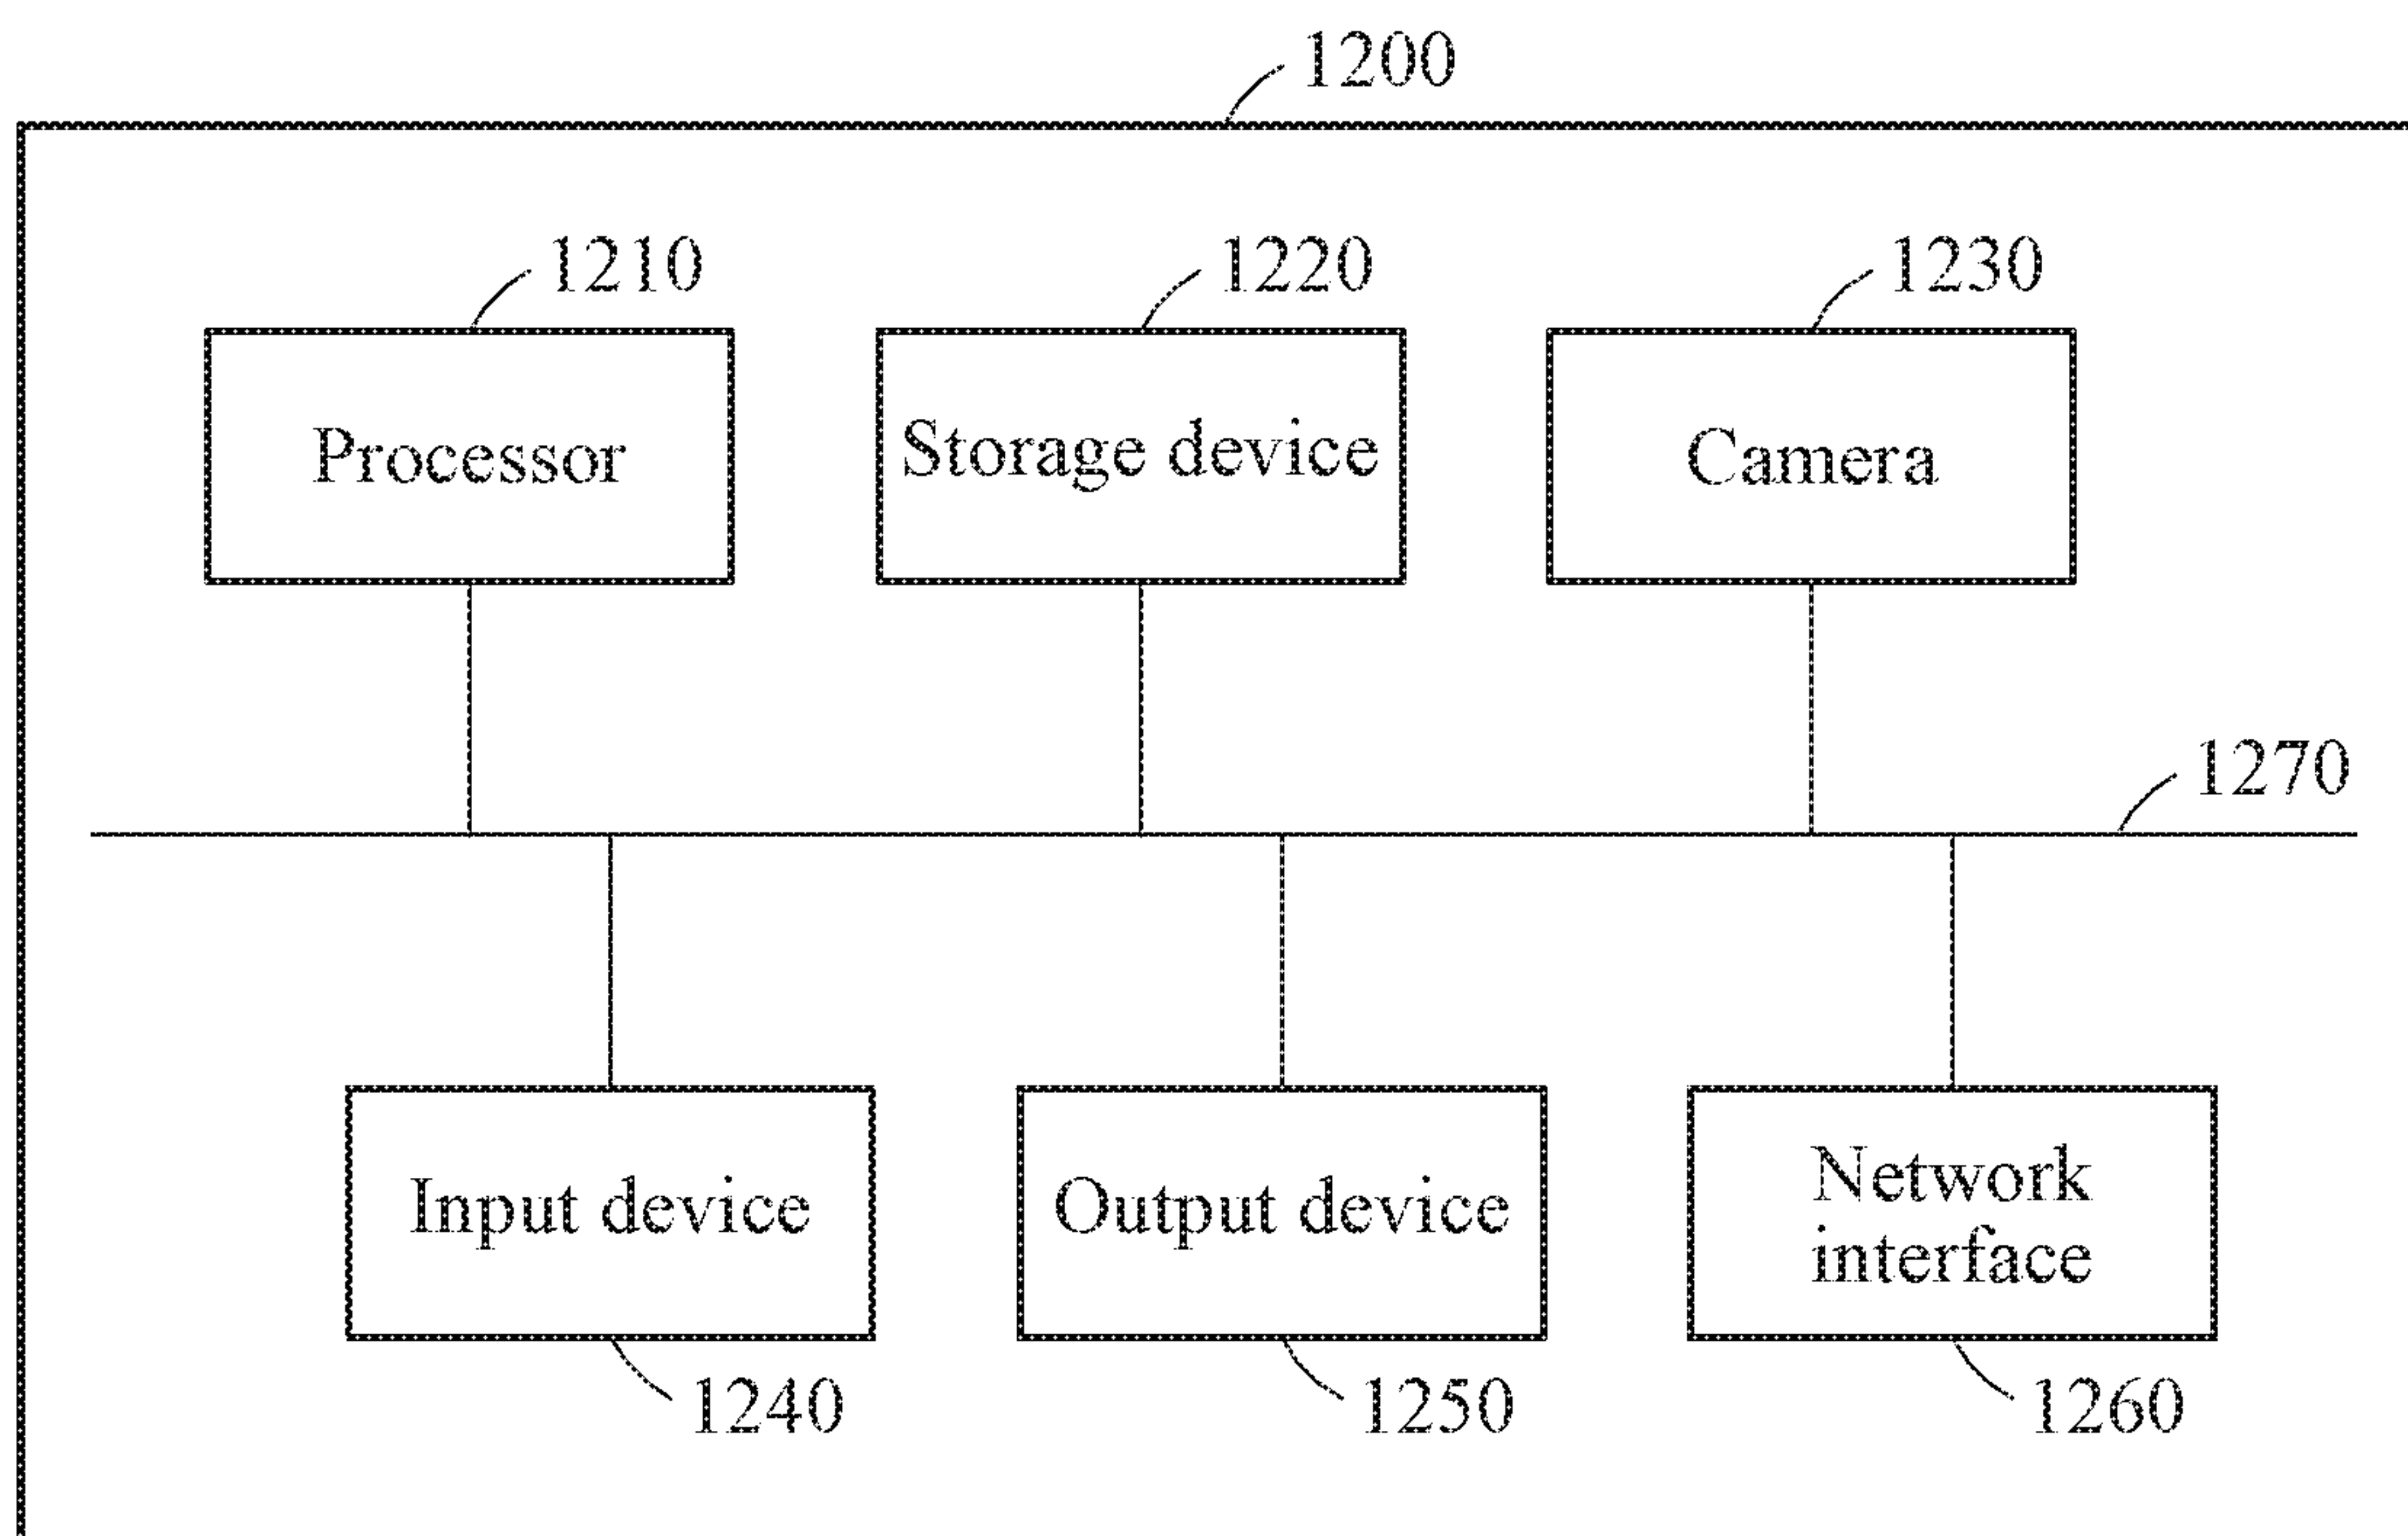 1200
1210
1220
1230
Processor
Storage device
Camera
1270
Input device
Output device
Network
interface
1240
1250
1260